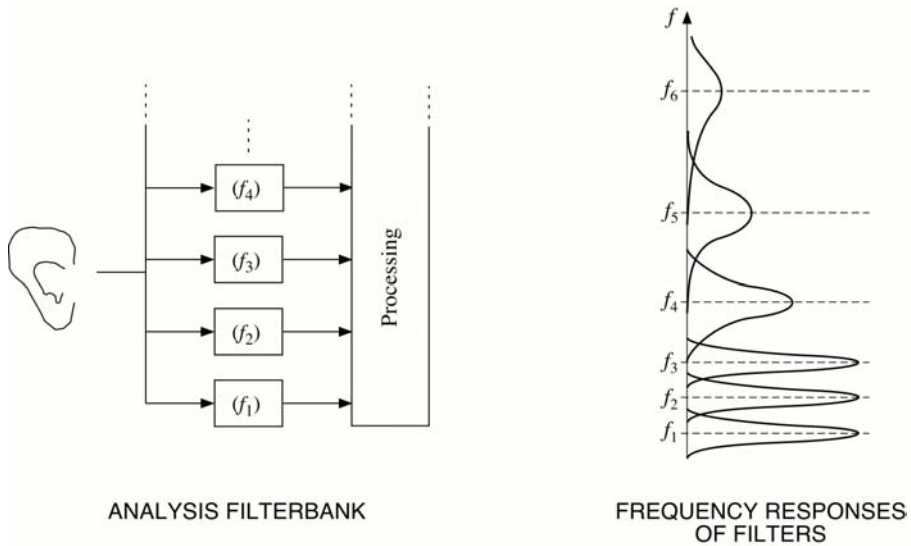 (f₄)
(f₃)
(f₂)
(f₁)
Processing
ANALYSIS FILTERBANK
f
f₆
f₅
f₄
f₃
f₂
f₁
FREQUENCY RESPONSES
OF FILTERS